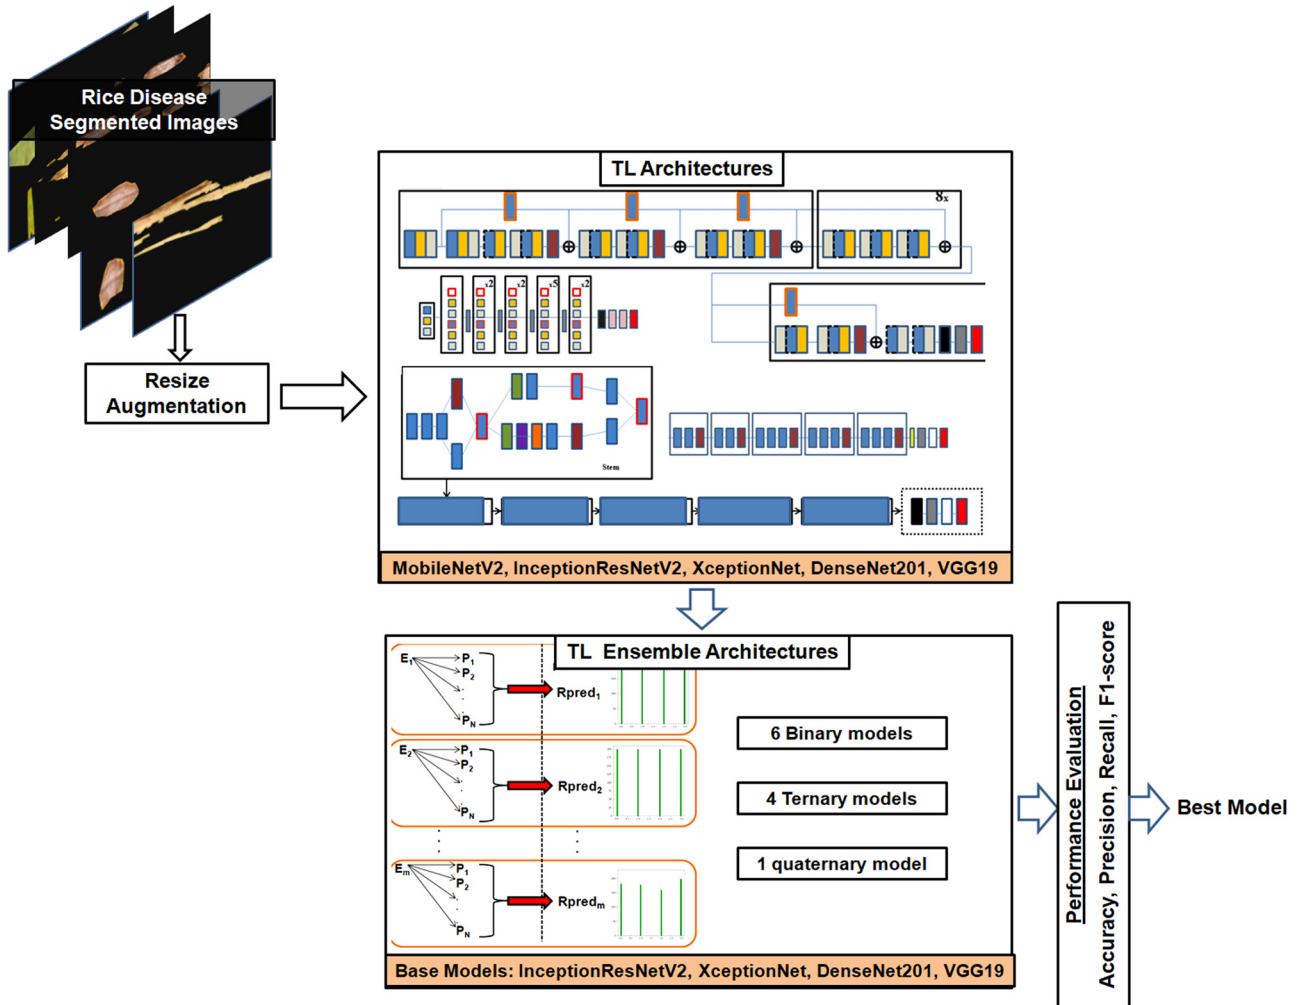 Rice Disease
Segmented Images
Resize
Augmentation
TL Architectures
8x
x2
x2
x5
x2
Stem
MobileNetV2, InceptionResNetV2, XceptionNet, DenseNet201, VGG19
TL Ensemble Architectures
E1
P1
P2
PN
Rpred1
E2
P1
P2
PN
Rpred2
Em
P1
P2
PN
Rpredm
6 Binary models
4 Ternary models
1 quaternary model
Base Models: InceptionResNetV2, XceptionNet, DenseNet201, VGG19
Performance Evaluation
Accuracy, Precision, Recall, F1-score
Best Model